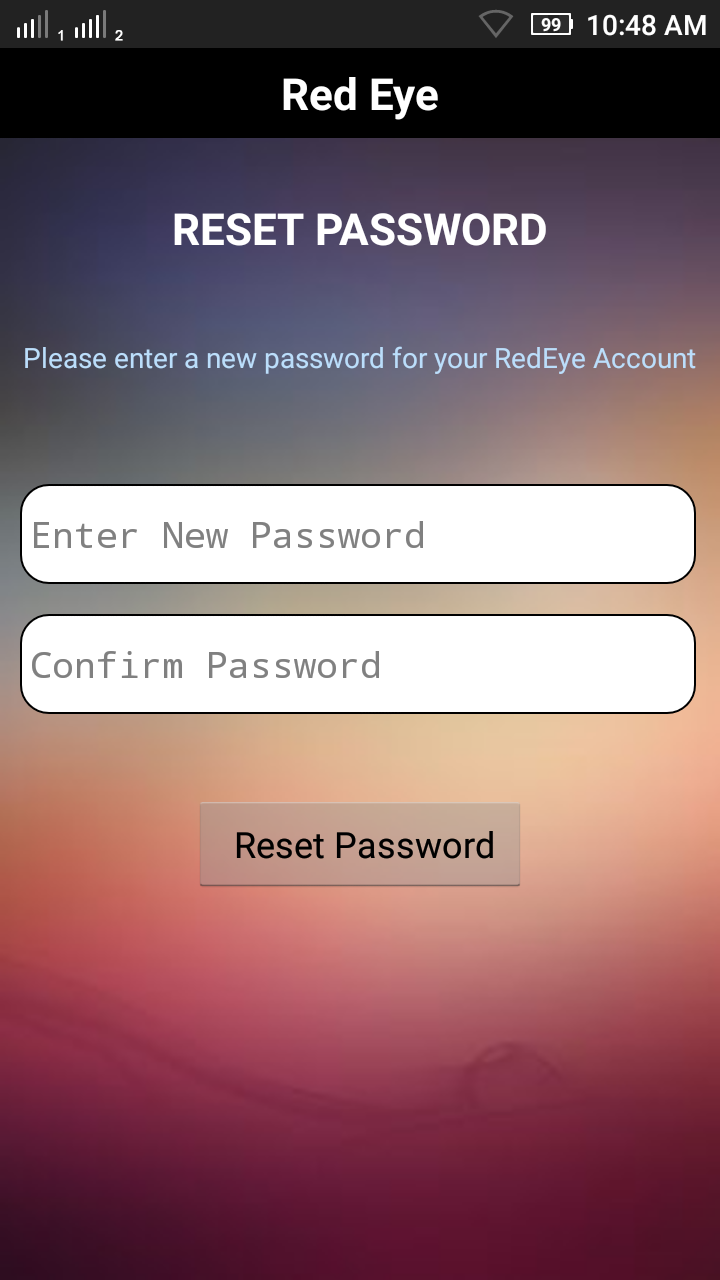 1 2 99 10:48 AM
Red Eye
RESET PASSWORD
Please enter a new password for your RedEye Account
Enter New Password
Confirm Password
Reset Password